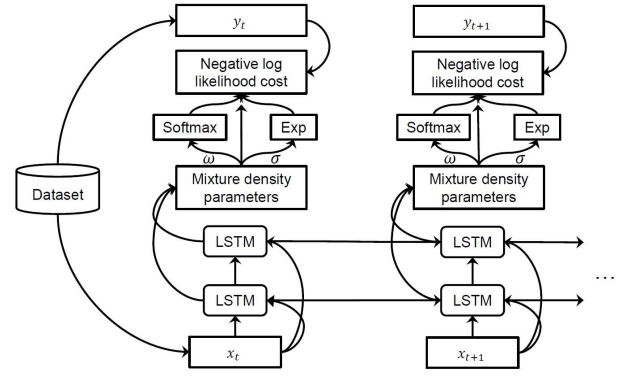 y_t
y_{t+1}
Negative log
likelihood cost
Negative log
likelihood cost
Softmax
Exp
Softmax
Exp
ω
σ
ω
σ
Dataset
Mixture density
parameters
Mixture density
parameters
LSTM
LSTM
LSTM
LSTM
...
x_t
x_{t+1}